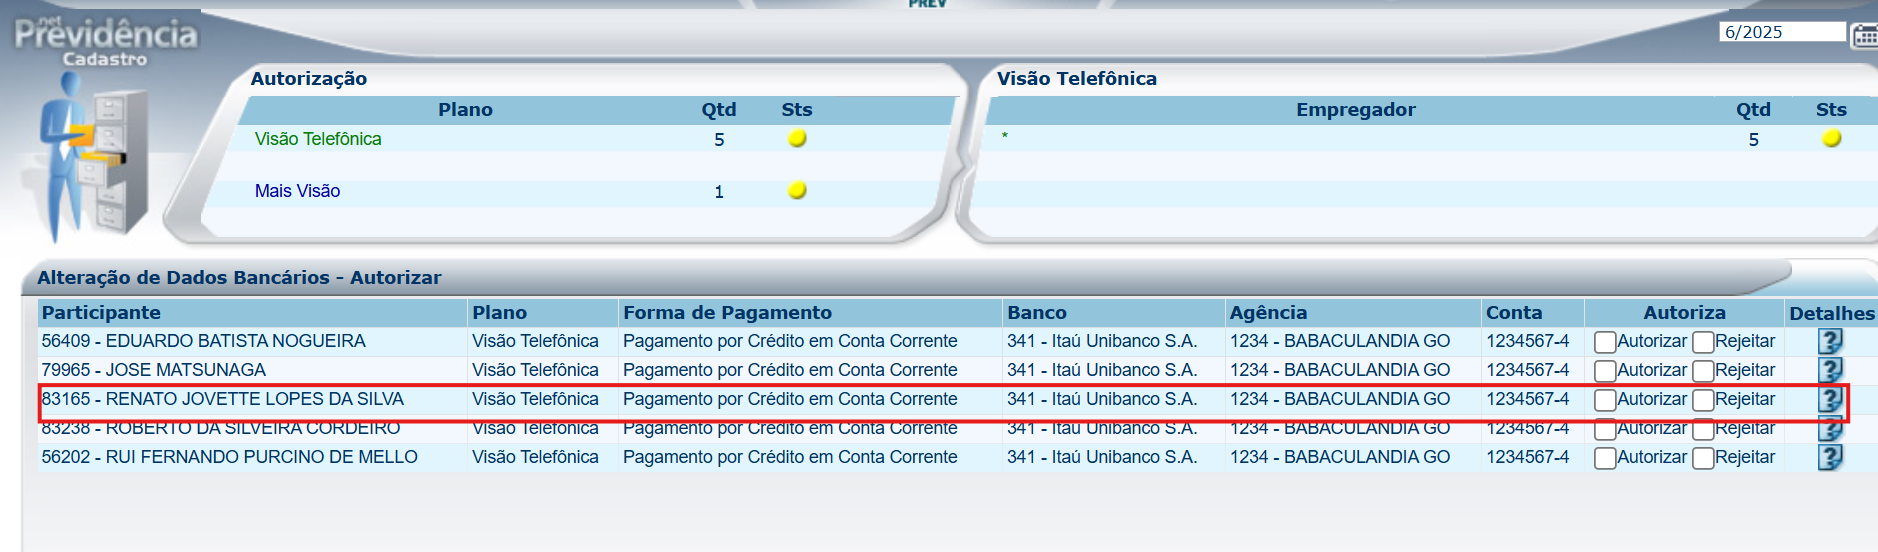 PREV
net
Previdência
Cadastro
6/2025
Autorização
Plano Qtd Sts
Visão Telefônica 5
Mais Visão 1
Visão Telefônica
Empregador Qtd Sts
* 5
Alteração de Dados Bancários - Autorizar
Participante Plano Forma de Pagamento Banco Agência Conta Autoriza Detalhes
56409 - EDUARDO BATISTA NOGUEIRA Visão Telefônica Pagamento por Crédito em Conta Corrente 341 - Itaú Unibanco S.A. 1234 - BABACULANDIA GO 1234567-4 Autorizar Rejeitar ?
79965 - JOSE MATSUNAGA Visão Telefônica Pagamento por Crédito em Conta Corrente 341 - Itaú Unibanco S.A. 1234 - BABACULANDIA GO 1234567-4 Autorizar Rejeitar ?
83165 - RENATO JOVETTE LOPES DA SILVA Visão Telefônica Pagamento por Crédito em Conta Corrente 341 - Itaú Unibanco S.A. 1234 - BABACULANDIA GO 1234567-4 Autorizar Rejeitar ?
83238 - ROBERTO DA SILVEIRA CORDEIRO Visão Telefônica Pagamento por Crédito em Conta Corrente 341 - Itaú Unibanco S.A. 1234 - BABACULANDIA GO 1234567-4 Autorizar Rejeitar ?
56202 - RUI FERNANDO PURCINO DE MELLO Visão Telefônica Pagamento por Crédito em Conta Corrente 341 - Itaú Unibanco S.A. 1234 - BABACULANDIA GO 1234567-4 Autorizar Rejeitar ?